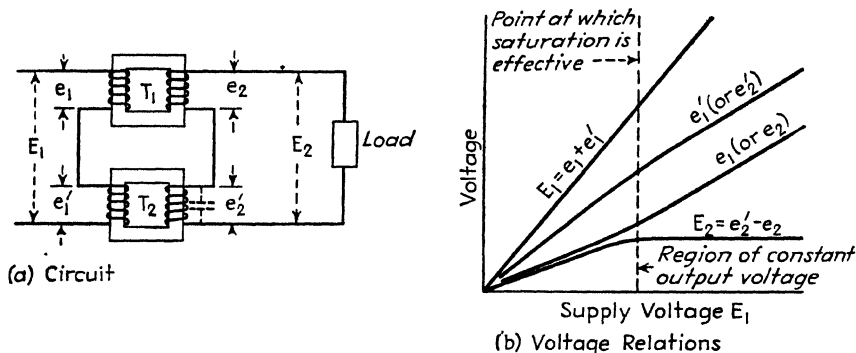 e₁
T₁
e₂
E₁
E₂
Load
e₁′
T₂
e₂′
(a) Circuit
Point at which
saturation is
effective
e₁′(or e₂′)
e₁(or e₂)
E₁=e₁+e₁′
E₂=e₂′-e₂
Region of constant
output voltage
Voltage
Supply Voltage E₁
(b) Voltage Relations